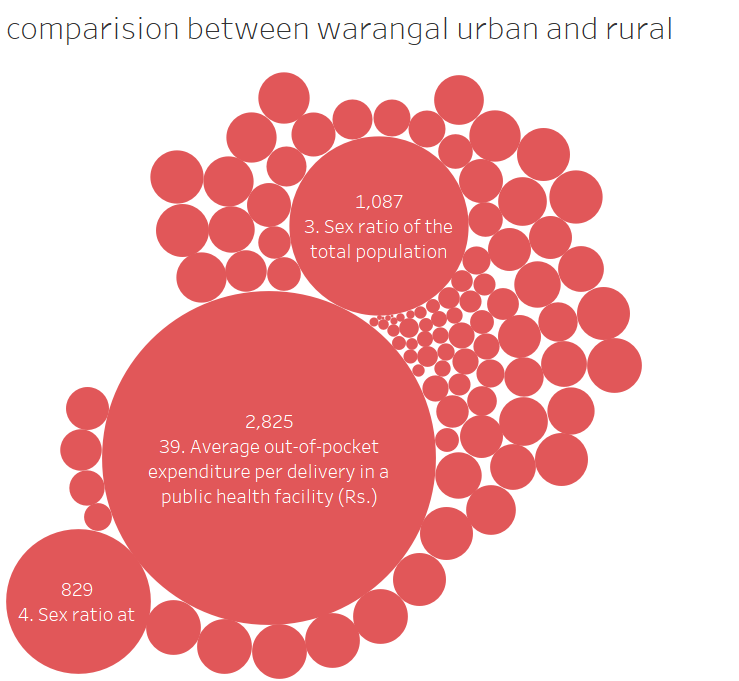 comparision between warangal urban and rural
1,087
3. Sex ratio of the
total population
2,825
39. Average out-of-pocket
expenditure per delivery in a
public health facility (Rs.)
829
4. Sex ratio at